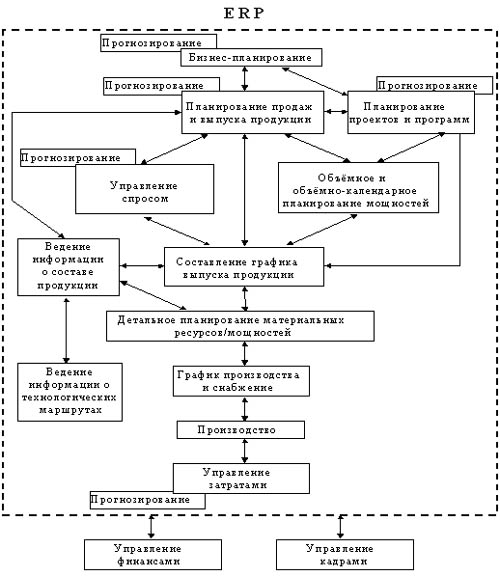 ERP
Прогнозирование
Бизнес-планирование
Прогнозирование
Планирование продаж
и выпуска продукции
Прогнозирование
Планирование
проектов и программ
Прогнозирование
Управление
спросом
Объёмное и
объёмно-календарное
планирование мощностей
Ведение
информации
о составе
продукции
Составление графика
выпуска продукции
Детальное планирование материальных
ресурсов/мощностей
Ведение
информации о
технологических
маршрутах
График производства
и снабжение
Производство
Управление
затратами
Прогнозирование
Управление
финансами
Управление
кадрами